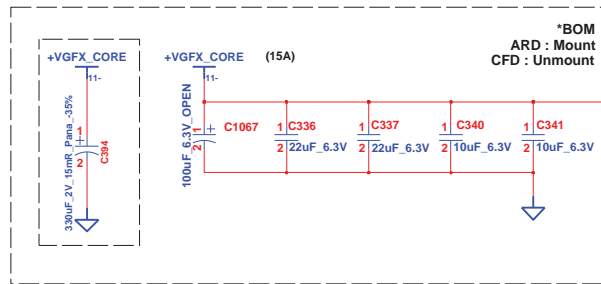 *BOM
ARD : Mount
CFD : Unmount
+VGFX_CORE
11-
330uF_2V_15mR_Pana_-35%
1
+
2
C394
+VGFX_CORE
(15A)
11-
100uF_6.3V_OPEN
1
+
2
C1067
1
C336
2
22uF_6.3V
1
C337
2
22uF_6.3V
1
C340
2
10uF_6.3V
1
C341
2
10uF_6.3V